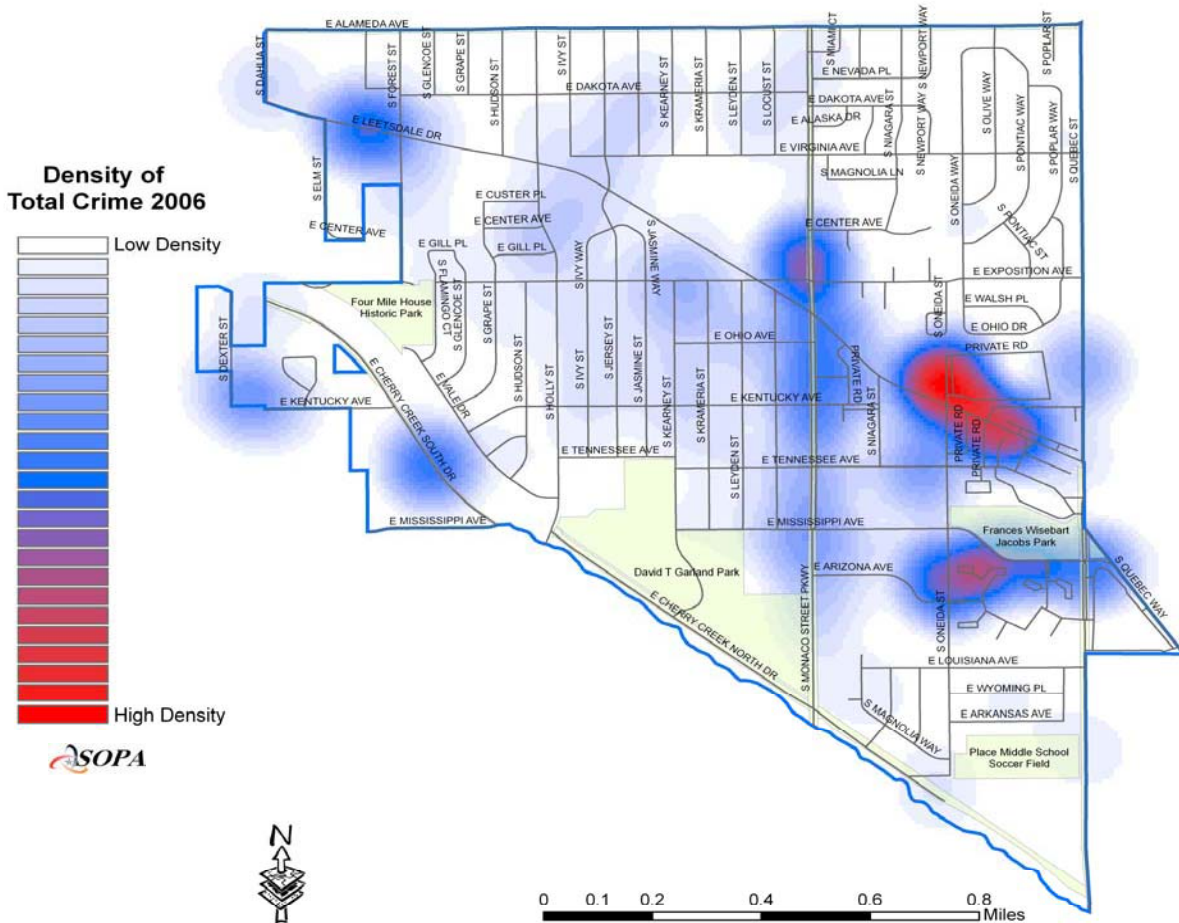 E ALAMEDA AVE
S DAHLIA ST
S FOREST ST
S GLENCOE ST
S GRAPE ST
S HUDSON ST
S IVY ST
E DAKOTA AVE
S KEARNEY ST
S KRAMERIA ST
S LEYDEN ST
S LOCUST ST
S MIAMI CT
E NEVADA PL
S NEWPORT WAY
S POPLAR ST
E DAKOTA AVE
E ALASKA DR
S NIAGARA ST
S NEWPORT WAY
S OLIVE WAY
S PONTIAC WAY
S POPLAR WAY
S QUEBEC ST
E LEETSDALE DR
E VIRGINIA AVE
S MAGNOLIA LN
S ONEIDA WAY
Density of
Total Crime 2006
Low Density
High Density
S ELM ST
E CENTER AVE
E CUSTER PL
E CENTER AVE
E GILL PL
E GILL PL
S JASMINE WAY
S IVY WAY
E CENTER AVE
S PONTIAC ST
E EXPOSITION AVE
S FLAMINGO CT
S GLENCOE ST
S GRAPE ST
Four Mile House
Historic Park
S ONEIDA ST
E WALSH PL
E OHIO DR
E OHIO AVE
PRIVATE RD
PRIVATE RD
S DEXTER ST
S HUDSON ST
S HOLLY ST
S IVY ST
S JERSEY ST
S JASMINE ST
S KEARNEY ST
S KRAMERIA ST
E KENTUCKY AVE
E CHERRY CREEK SOUTH DR
E VALE DR
E KENTUCKY AVE
S NIAGARA ST
PRIVATE RD
PRIVATE RD
E TENNESSEE AVE
S LEYDEN ST
E TENNESSEE AVE
E MISSISSIPPI AVE
E MISSISSIPPI AVE
Frances Wisebart
Jacobs Park
David T Garland Park
E ARIZONA AVE
S QUEBEC WAY
E CHERRY CREEK NORTH DR
S MONACO STREET PKWY
S ONEIDA ST
E LOUISIANA AVE
E WYOMING PL
E ARKANSAS AVE
S MAGNOLIA WAY
Place Middle School
Soccer Field
SOPA
N
0 0.1 0.2 0.4 0.6 0.8
Miles